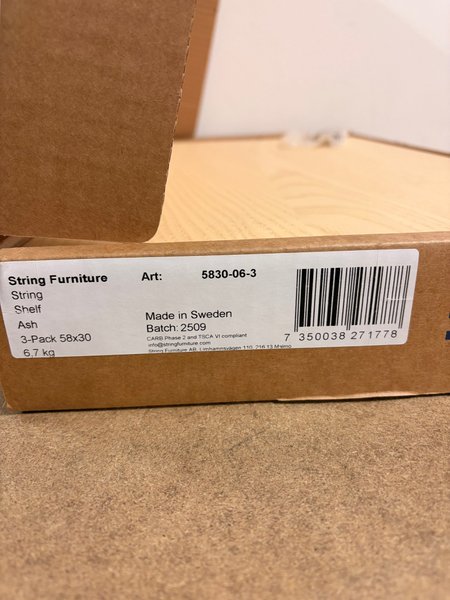 String Furniture
Art: 5830-06-3
String
Shelf
Ash
3-Pack 58x30
6,7 kg
Made in Sweden
Batch: 2509
CARB Phase 2 and TSCA VI compliant
info@stringfurniture.com
String Furniture AB, Limhamnsvägen 110, 216 13 Malmö
7 350038 271778